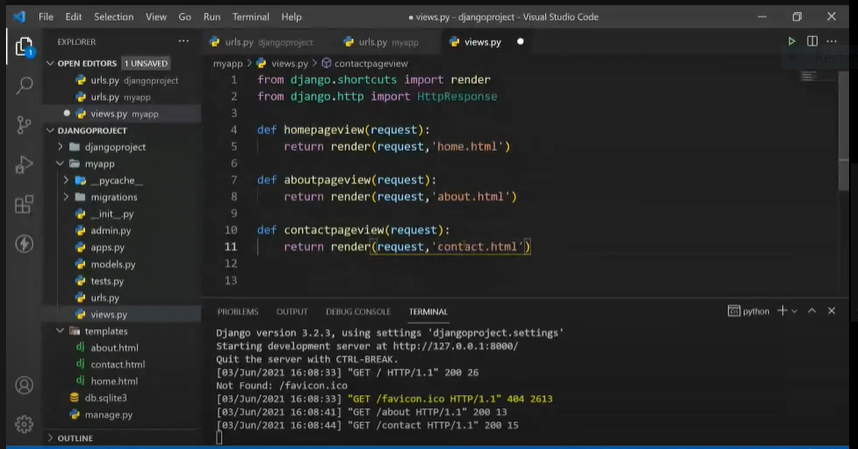 File Edit Selection View Go Run Terminal Help ● views.py - djangoproject - Visual Studio Code
EXPLORER ···
OPEN EDITORS 1 UNSAVED
urls.py djangoproject
urls.py myapp
● views.py myapp
DJANGOPROJECT
djangoproject
myapp
__pycache__
migrations
__init__.py
admin.py
apps.py
models.py
tests.py
urls.py
views.py
templates
about.html
contact.html
home.html
db.sqlite3
manage.py
OUTLINE
1
urls.py djangoproject urls.py myapp views.py ●
myapp > views.py > contactpageview
1 from django.shortcuts import render
2 from django.http import HttpResponse
3
4 def homepageview(request):
5 return render(request,'home.html')
6
7 def aboutpageview(request):
8 return render(request,'about.html')
9
10 def contactpageview(request):
11 return render(request,'contact.html')
12
13
PROBLEMS OUTPUT DEBUG CONSOLE TERMINAL python
Django version 3.2.3, using settings 'djangoproject.settings'
Starting development server at http://127.0.0.1:8000/
Quit the server with CTRL-BREAK.
[03/Jun/2021 16:08:33] "GET / HTTP/1.1" 200 26
Not Found: /favicon.ico
[03/Jun/2021 16:08:33] "GET /favicon.ico HTTP/1.1" 404 2613
[03/Jun/2021 16:08:41] "GET /about HTTP/1.1" 200 13
[03/Jun/2021 16:08:44] "GET /contact HTTP/1.1" 200 15